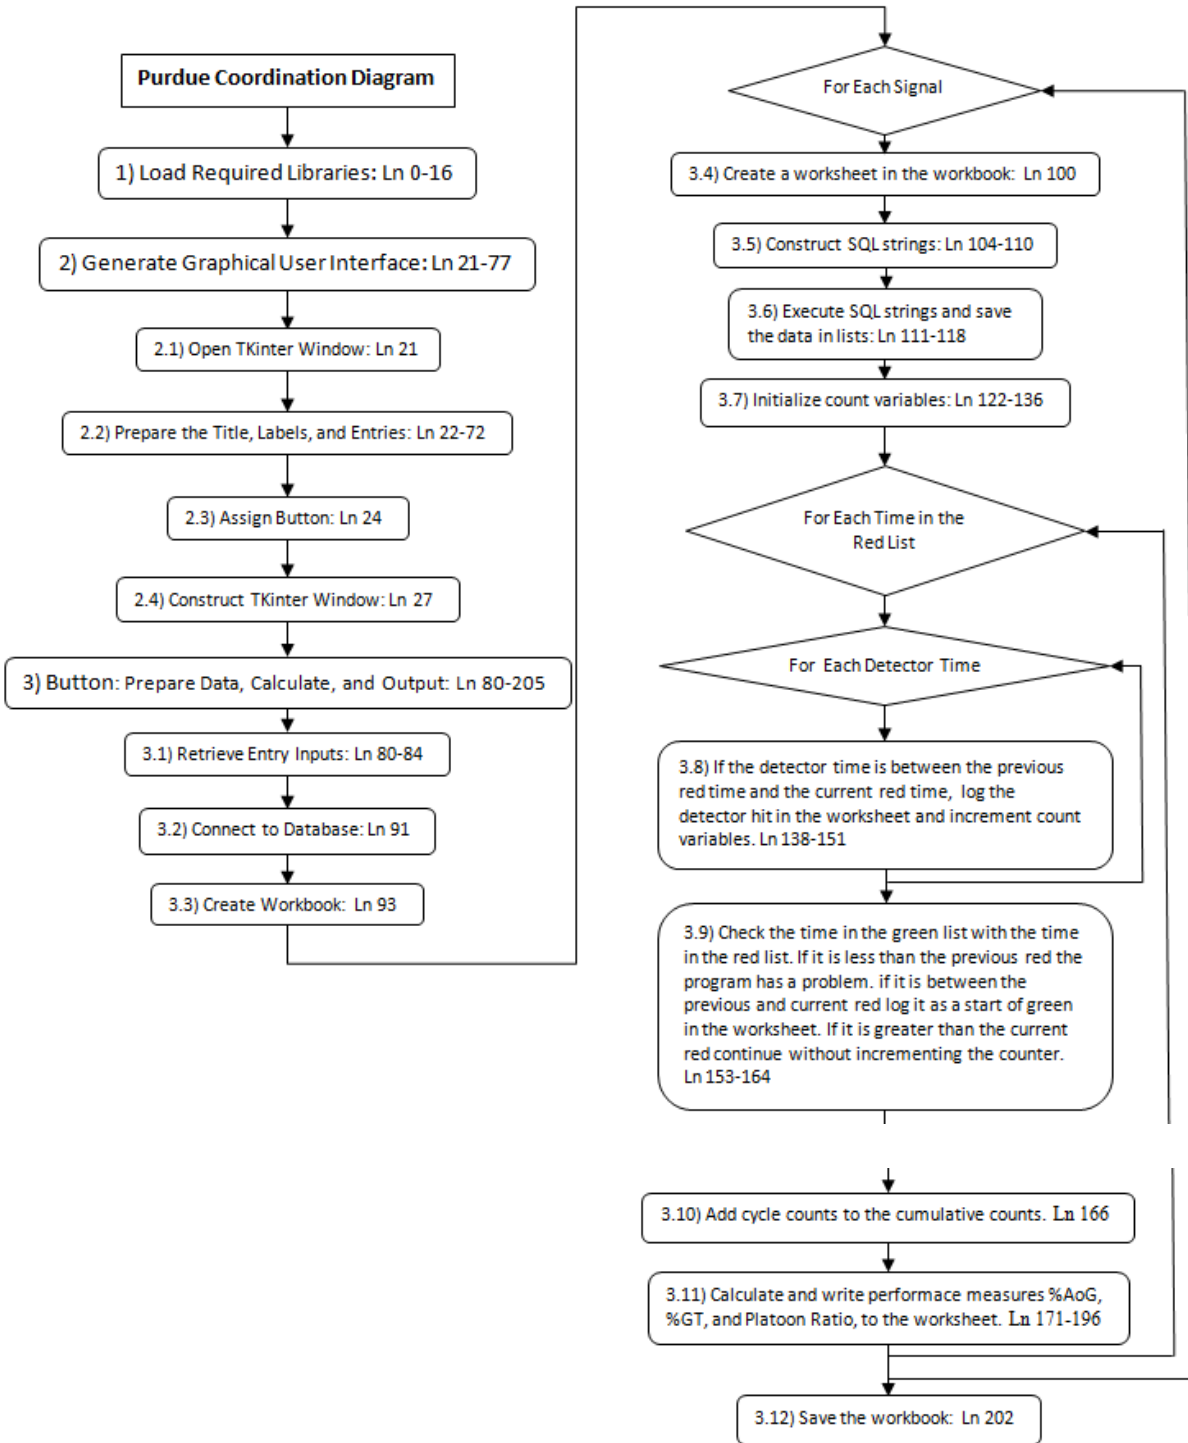 Purdue Coordination Diagram
1) Load Required Libraries: Ln 0-16
2) Generate Graphical User Interface: Ln 21-77
2.1) Open TKinter Window: Ln 21
2.2) Prepare the Title, Labels, and Entries: Ln 22-72
2.3) Assign Button: Ln 24
2.4) Construct TKinter Window: Ln 27
3) Button: Prepare Data, Calculate, and Output: Ln 80-205
3.1) Retrieve Entry Inputs: Ln 80-84
3.2) Connect to Database: Ln 91
3.3) Create Workbook: Ln 93
For Each Signal
3.4) Create a worksheet in the workbook: Ln 100
3.5) Construct SQL strings: Ln 104-110
3.6) Execute SQL strings and save
the data in lists: Ln 111-118
3.7) Initialize count variables: Ln 122-136
For Each Time in the
Red List
For Each Detector Time
3.8) If the detector time is between the previous
red time and the current red time, log the
detector hit in the worksheet and increment count
variables. Ln 138-151
3.9) Check the time in the green list with the time
in the red list. If it is less than the previous red the
program has a problem. if it is between the
previous and current red log it as a start of green
in the worksheet. If it is greater than the current
red continue without incrementing the counter.
Ln 153-164
3.10) Add cycle counts to the cumulative counts. Ln 166
3.11) Calculate and write performace measures %AoG,
%GT, and Platoon Ratio, to the worksheet. Ln 171-196
3.12) Save the workbook: Ln 202